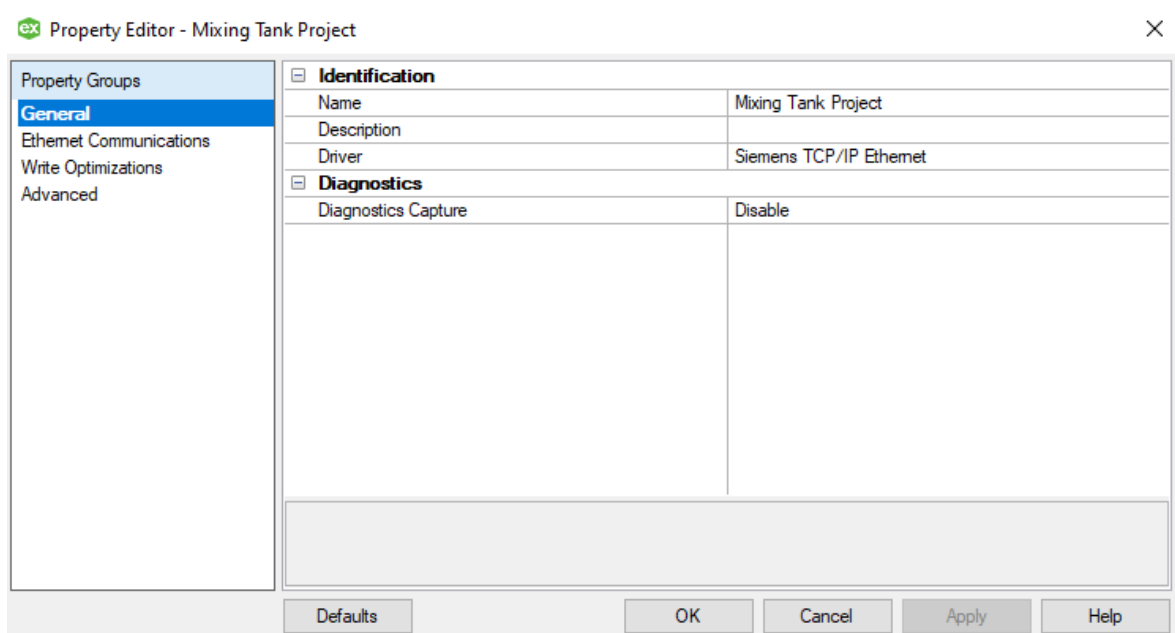 ex Property Editor - Mixing Tank Project
Property Groups
General
Ethernet Communications
Write Optimizations
Advanced
Identification
Name Mixing Tank Project
Description
Driver Siemens TCP/IP Ethernet
Diagnostics
Diagnostics Capture Disable
Defaults OK Cancel Apply Help